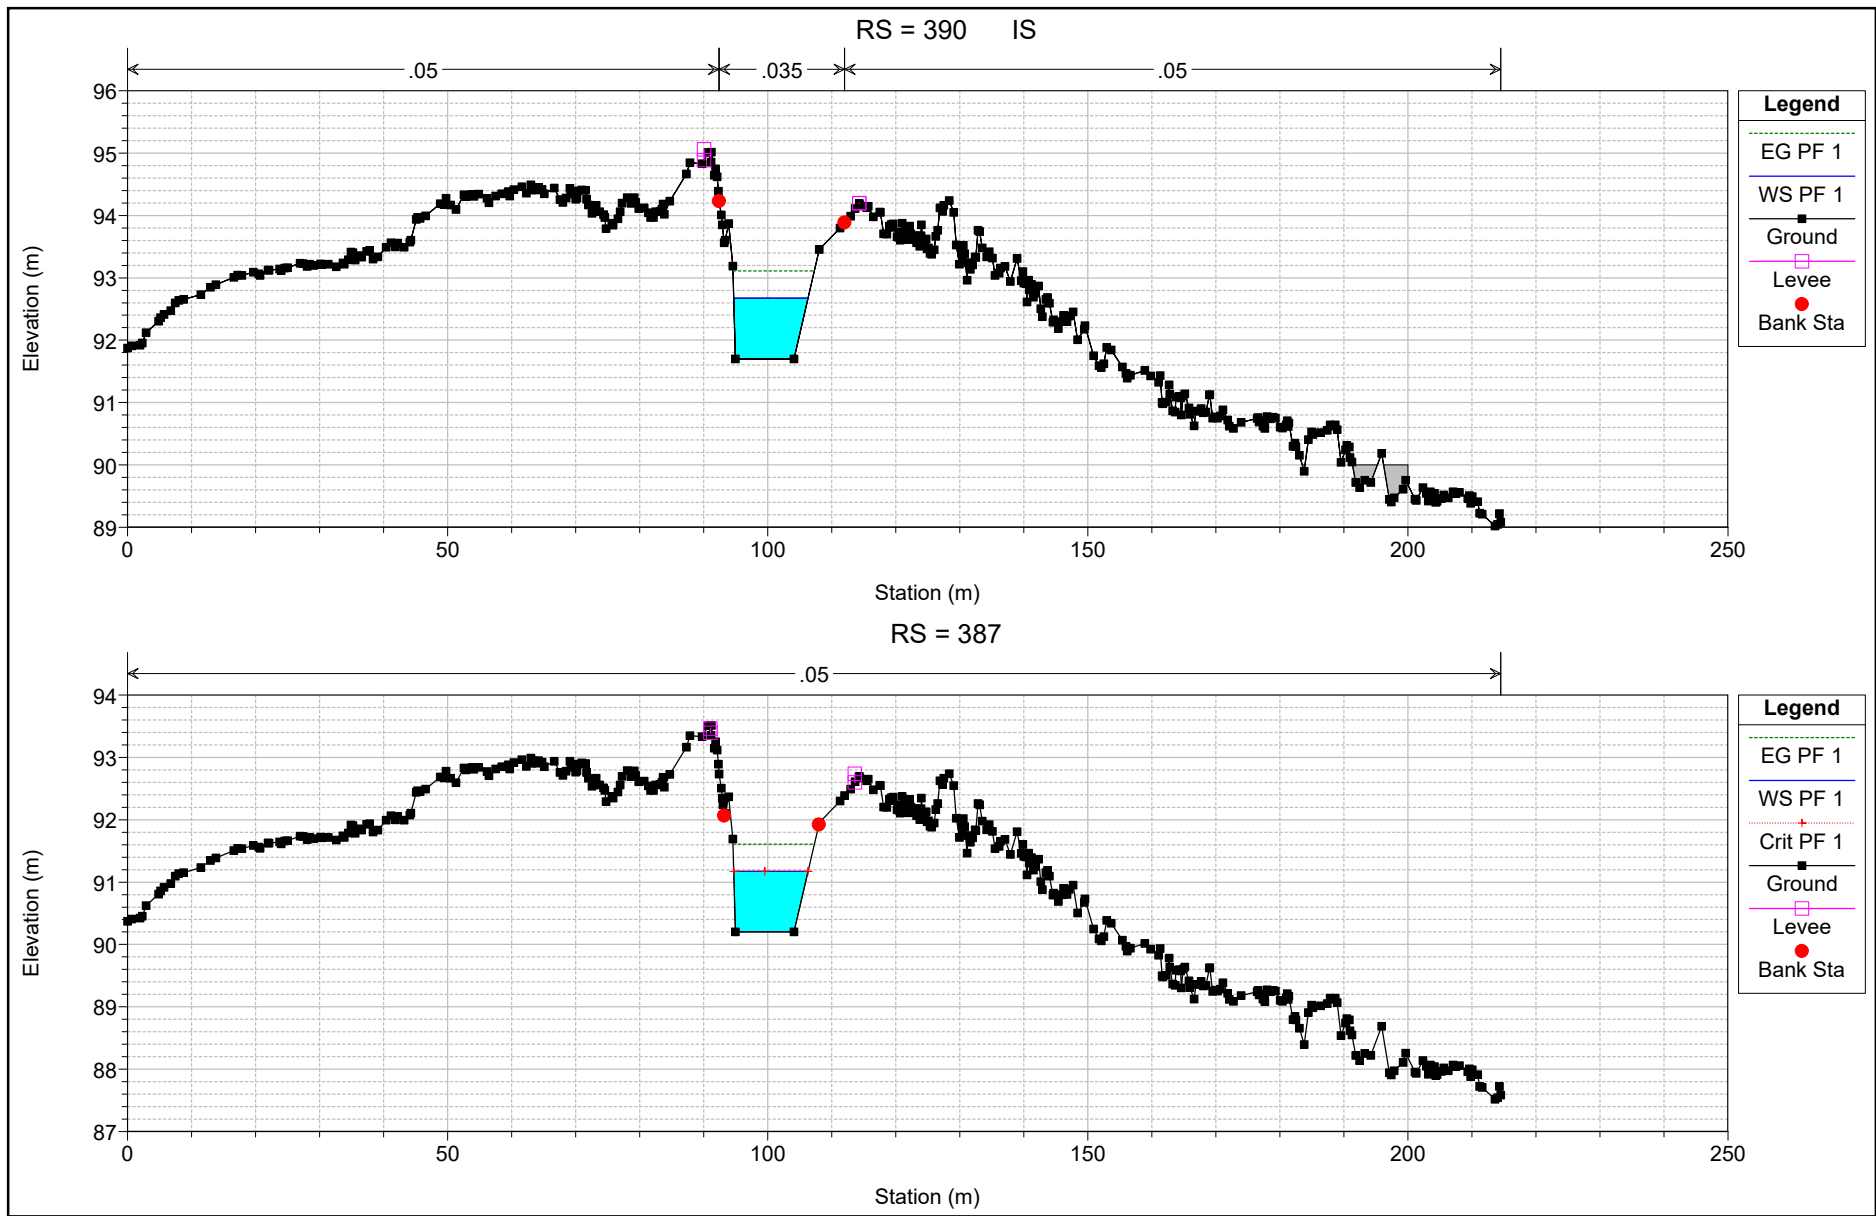 RS = 390 IS
.05 .035 .05
96
95
94
93
92
91
90
89
0 50 100 150 200 250
Elevation (m)
Station (m)
Legend
EG PF 1
WS PF 1
Ground
Levee
Bank Sta
RS = 387
.05
94
93
92
91
90
89
88
87
0 50 100 150 200 250
Elevation (m)
Station (m)
Legend
EG PF 1
WS PF 1
Crit PF 1
Ground
Levee
Bank Sta